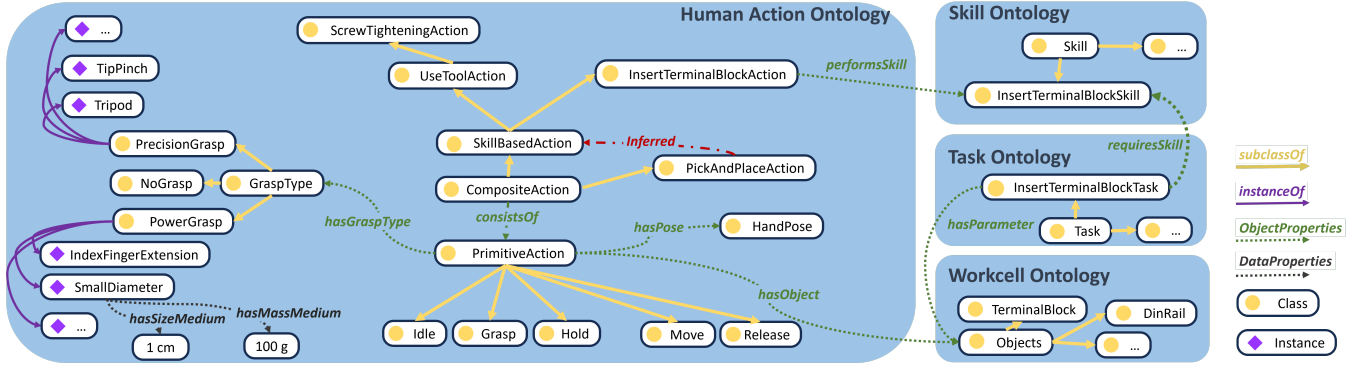 Human Action Ontology
...
TipPinch
Tripod
PrecisionGrasp
NoGrasp
GraspType
PowerGrasp
IndexFingerExtension
SmallDiameter
...
hasSizeMedium
hasMassMedium
1 cm
100 g
ScrewTighteningAction
UseToolAction
InsertTerminalBlockAction
SkillBasedAction
Inferred
PickAndPlaceAction
CompositeAction
consistsOf
hasGraspType
hasPose
HandPose
PrimitiveAction
hasObject
Idle
Grasp
Hold
Move
Release
performsSkill
Skill Ontology
Skill
...
InsertTerminalBlockSkill
requiresSkill
Task Ontology
InsertTerminalBlockTask
hasParameter
Task
...
Workcell Ontology
TerminalBlock
DinRail
Objects
...
subclassOf
instanceOf
ObjectProperties
DataProperties
Class
Instance